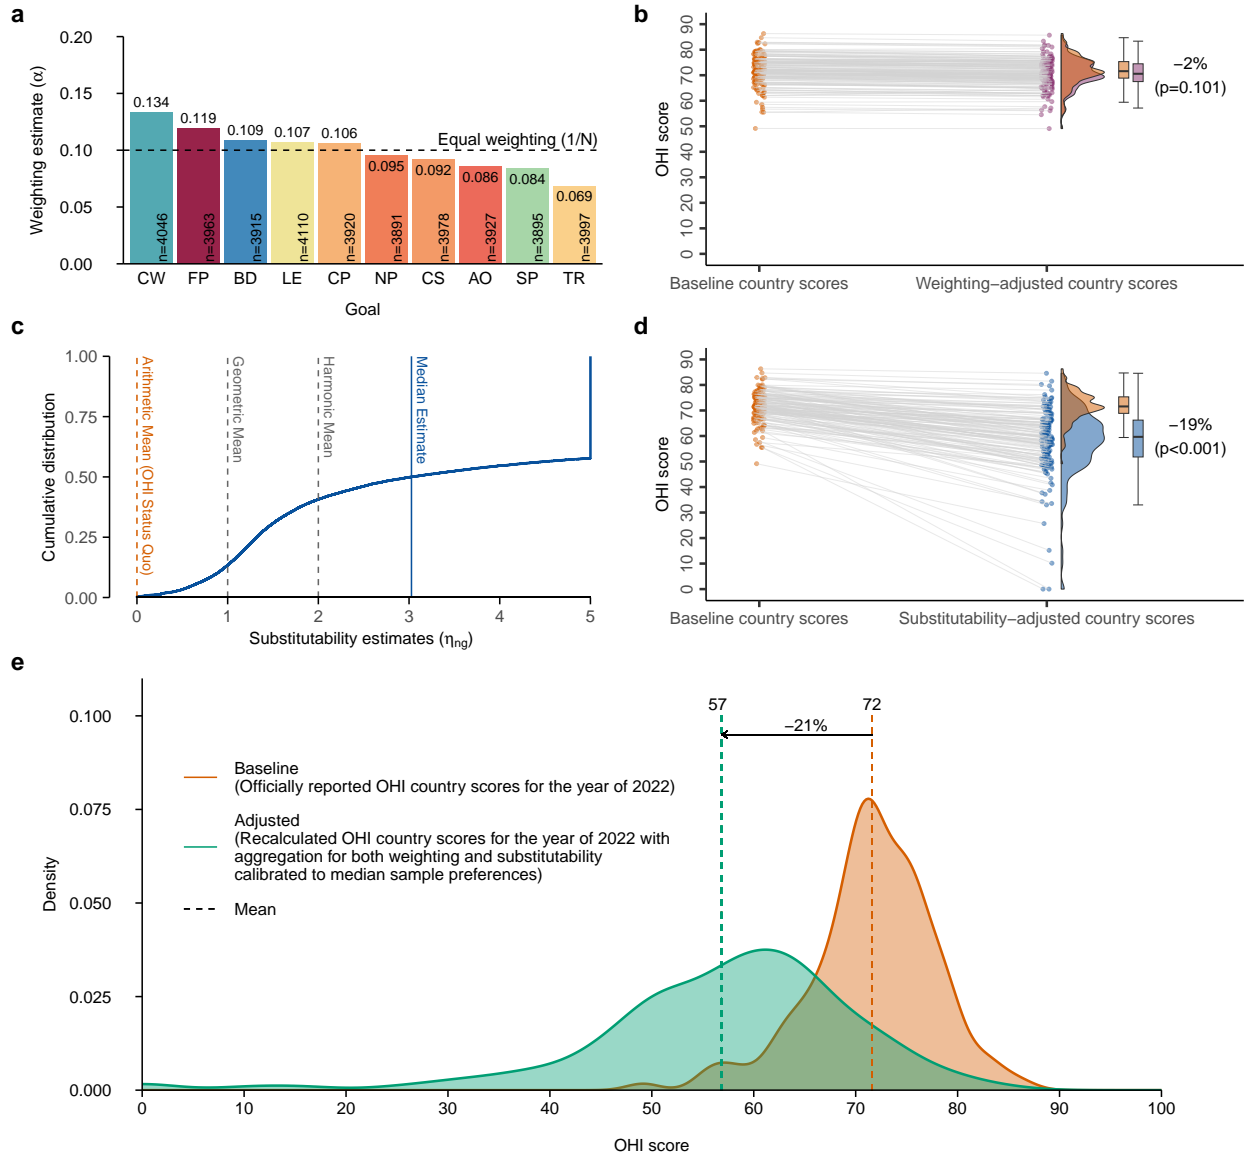 a
0.20
0.15
0.10
0.05
0.00
Weighting estimate (α)
0.134
0.119
0.109
0.107
0.106
0.095
0.092
0.086
0.084
0.069
Equal weighting (1/N)
n=4046
n=3963
n=3915
n=4110
n=3920
n=3891
n=3978
n=3927
n=3895
n=3997
CW
FP
BD
LE
CP
NP
CS
AO
SP
TR
Goal
b
90
80
70
60
50
40
30
20
10
0
OHI score
−2%
(p=0.101)
Baseline country scores
Weighting−adjusted country scores
c
1.00
0.75
0.50
0.25
0.00
Cumulative distribution
Arithmetic Mean (OHI Status Quo)
Geometric Mean
Harmonic Mean
Median Estimate
0
1
2
3
4
5
Substitutability estimates (ηng)
d
90
80
70
60
50
40
30
20
10
0
OHI score
−19%
(p<0.001)
Baseline country scores
Substitutability−adjusted country scores
e
0.100
0.075
0.050
0.025
0.000
Density
57
72
−21%
Baseline
(Officially reported OHI country scores for the year of 2022)
Adjusted
(Recalculated OHI country scores for the year of 2022 with
aggregation for both weighting and substitutability
calibrated to median sample preferences)
Mean
0
10
20
30
40
50
60
70
80
90
100
OHI score